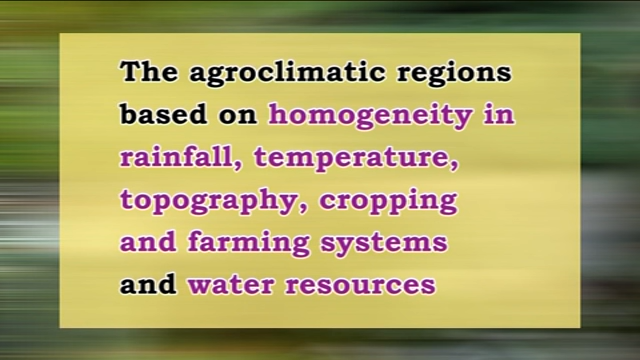 The agroclimatic regions
based on homogeneity in
rainfall, temperature,
topography, cropping
and farming systems
and water resources